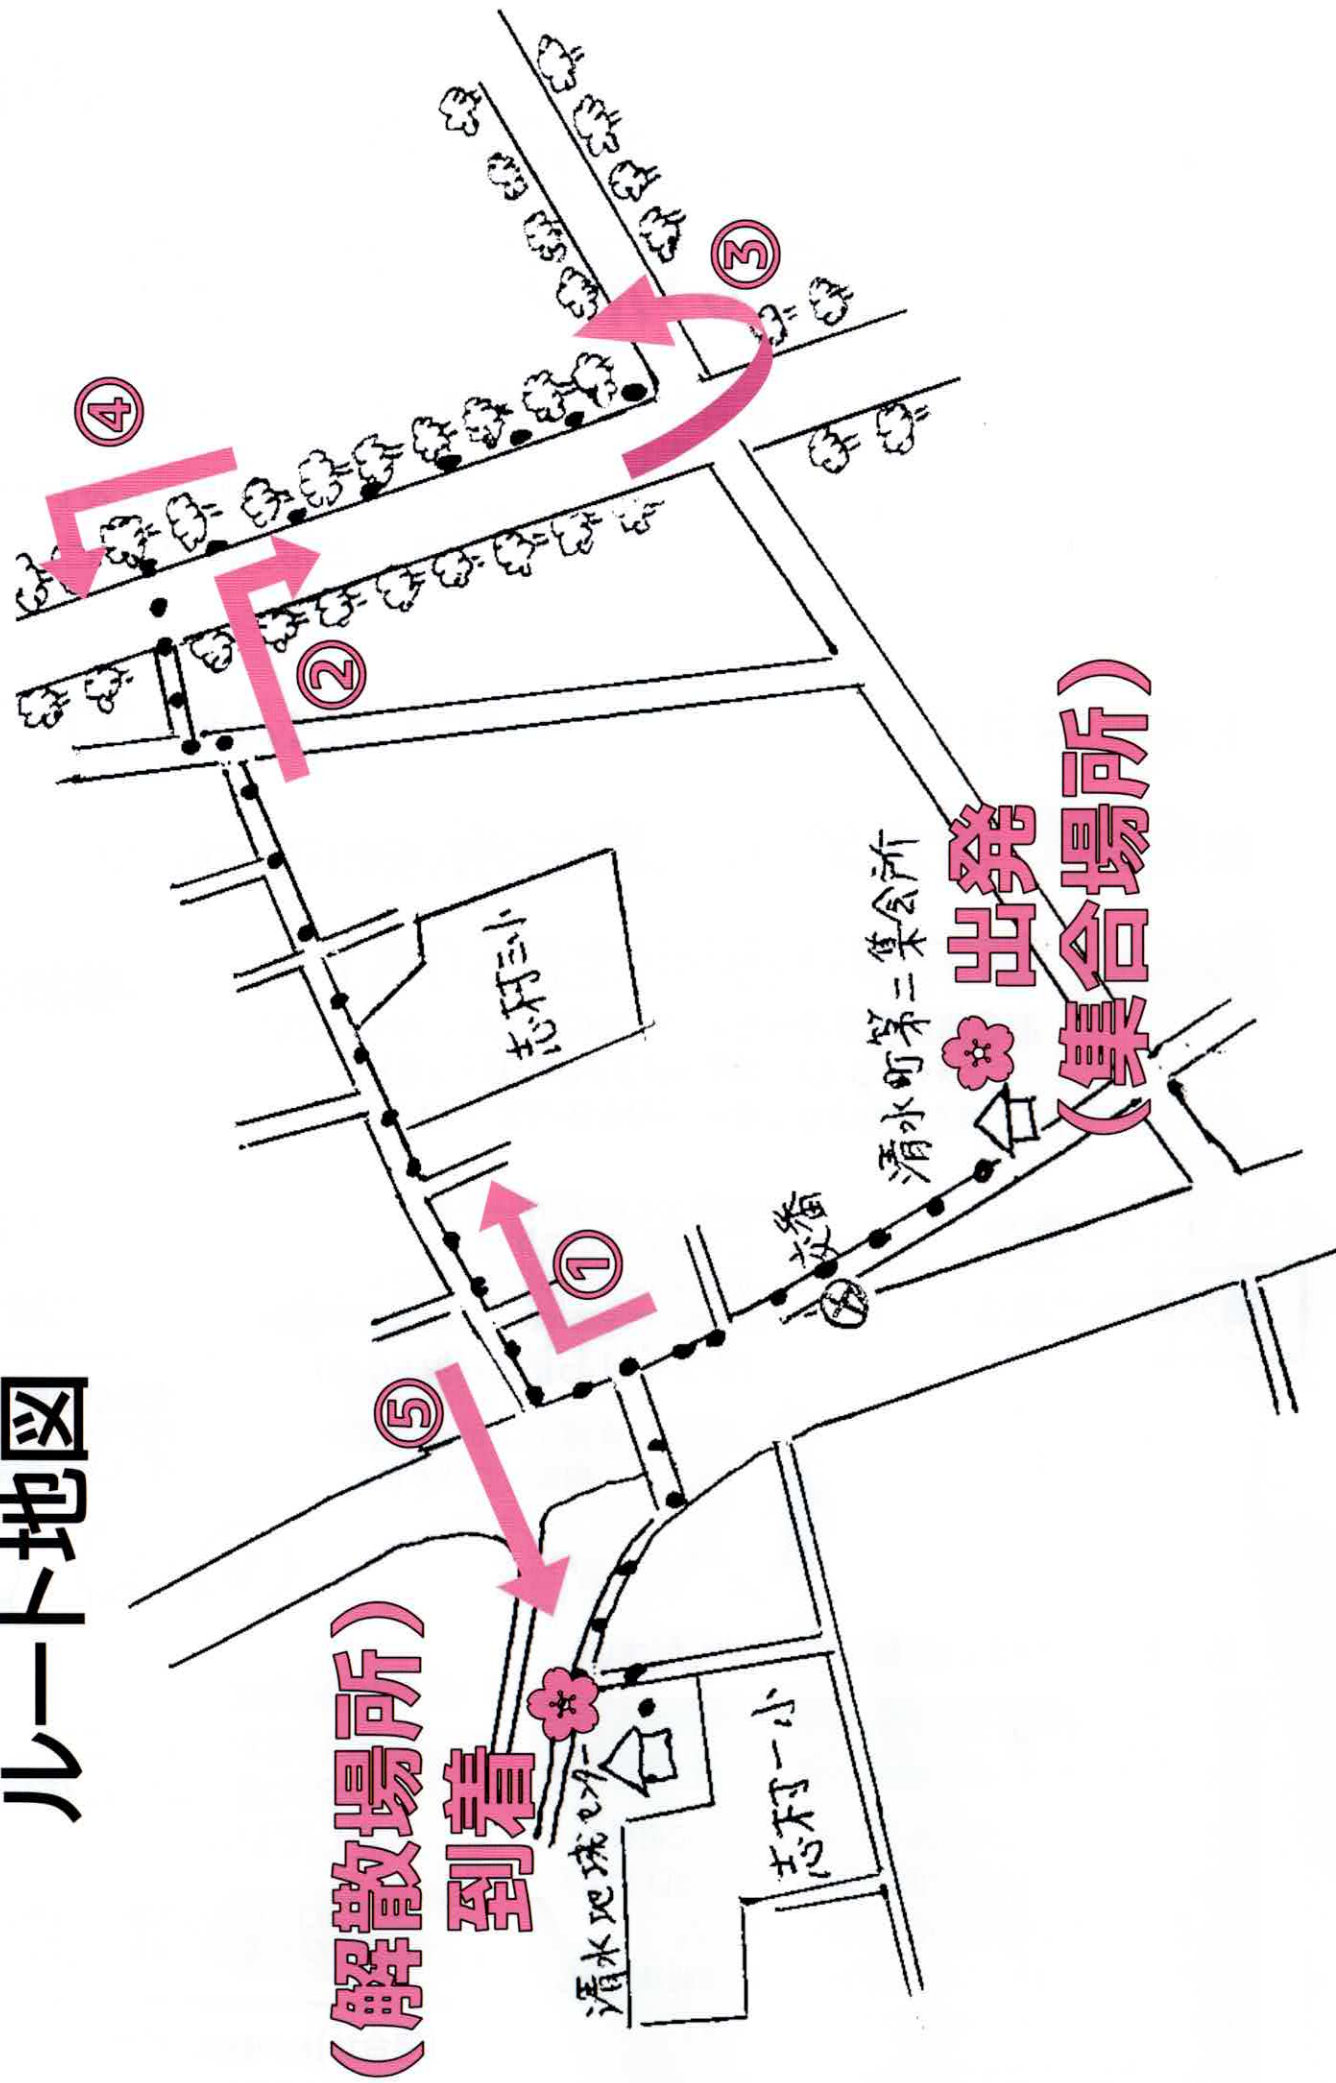 ルート地図
④
③
②
志村三小
①
⑤
交番
清水町第二集会所
出発
(集合場所)
(解散場所)
到着
清水地域センター
志村一小